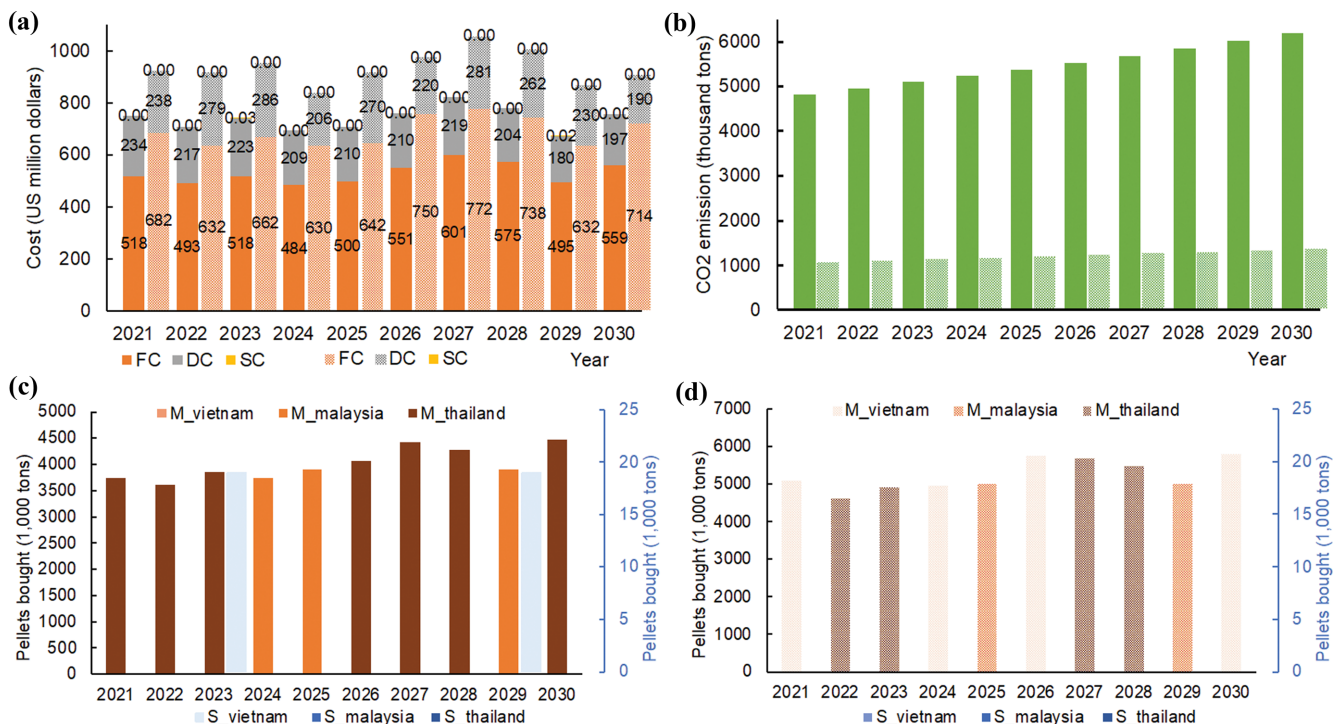 (a)
Cost (US million dollars)
1000
800
600
400
200
0
0.00 0.00 0.00 0.00 0.03 0.00 0.00 0.00 0.00 0.00 0.00 0.00 0.00 0.00 0.00 0.00 0.02 0.00 0.00 0.00
234 238 217 279 223 286 209 206 210 270 210 220 219 281 204 262 180 230 197 190
518 682 493 632 518 662 484 630 500 642 551 750 601 772 575 738 495 632 559 714
2021 2022 2023 2024 2025 2026 2027 2028 2029 2030
FC DC SC FC DC SC Year
(b)
CO2 emission (thousand tons)
6000
5000
4000
3000
2000
1000
0
2021 2022 2023 2024 2025 2026 2027 2028 2029 2030
Year
(c)
Pellets bought (1,000 tons)
M_vietnam M_malaysia M_thailand
5000
4500
4000
3500
3000
2500
2000
1500
1000
500
0
25
20
15
10
5
0
Pellets bought (1,000 tons)
2021 2022 2023 2024 2025 2026 2027 2028 2029 2030
S_vietnam S_malaysia S_thailand
(d)
Pellets bought (1,000 tons)
M_vietnam M_malaysia M_thailand
7000
6000
5000
4000
3000
2000
1000
0
25
20
15
10
5
0
Pellets bought (1,000 tons)
2021 2022 2023 2024 2025 2026 2027 2028 2029 2030
S_vietnam S_malaysia S_thailand